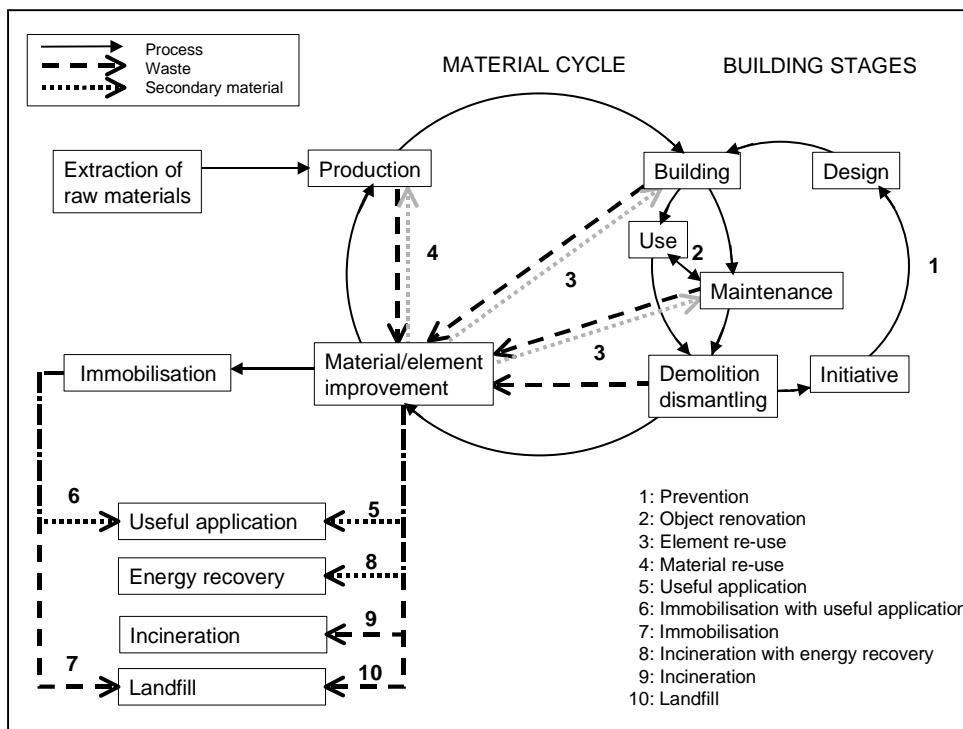 Process
Waste
Secondary material
MATERIAL CYCLE
BUILDING STAGES
Extraction of
raw materials
Production
Building
Design
Use
2
4
3
1
Maintenance
3
Immobilisation
Material/element
improvement
Demolition
dismantling
Initiative
6
Useful application
5
Energy recovery
8
Incineration
9
7
Landfill
10
1: Prevention
2: Object renovation
3: Element re-use
4: Material re-use
5: Useful application
6: Immobilisation with useful application
7: Immobilisation
8: Incineration with energy recovery
9: Incineration
10: Landfill